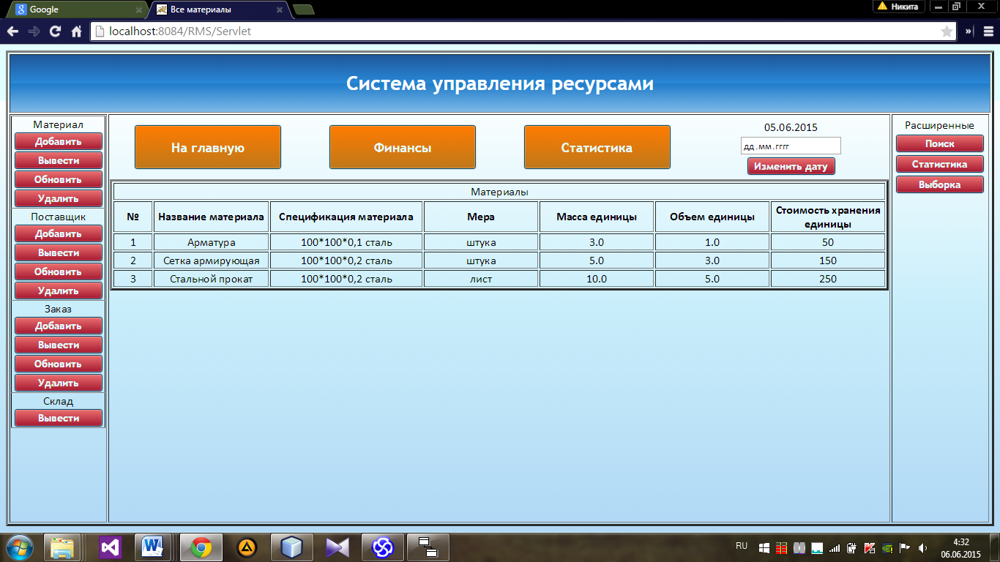 Google
Все материалы
Никита
localhost:8084/RMS/Servlet
Система управления ресурсами
Материал
Добавить
Вывести
Обновить
Удалить
Поставщик
Добавить
Вывести
Обновить
Удалить
Заказ
Добавить
Вывести
Обновить
Удалить
Склад
Вывести
На главную
Финансы
Статистика
05.06.2015
дд.мм.гггг
Изменить дату
Материалы
№ Название материала Спецификация материала Мера Масса единицы Объем единицы Стоимость хранения
единицы
1 Арматура 100*100*0,1 сталь штука 3.0 1.0 50
2 Сетка армирующая 100*100*0,2 сталь штука 5.0 3.0 150
3 Стальной прокат 100*100*0,2 сталь лист 10.0 5.0 250
Расширенные
Поиск
Статистика
Выборка
RU
4:32
06.06.2015